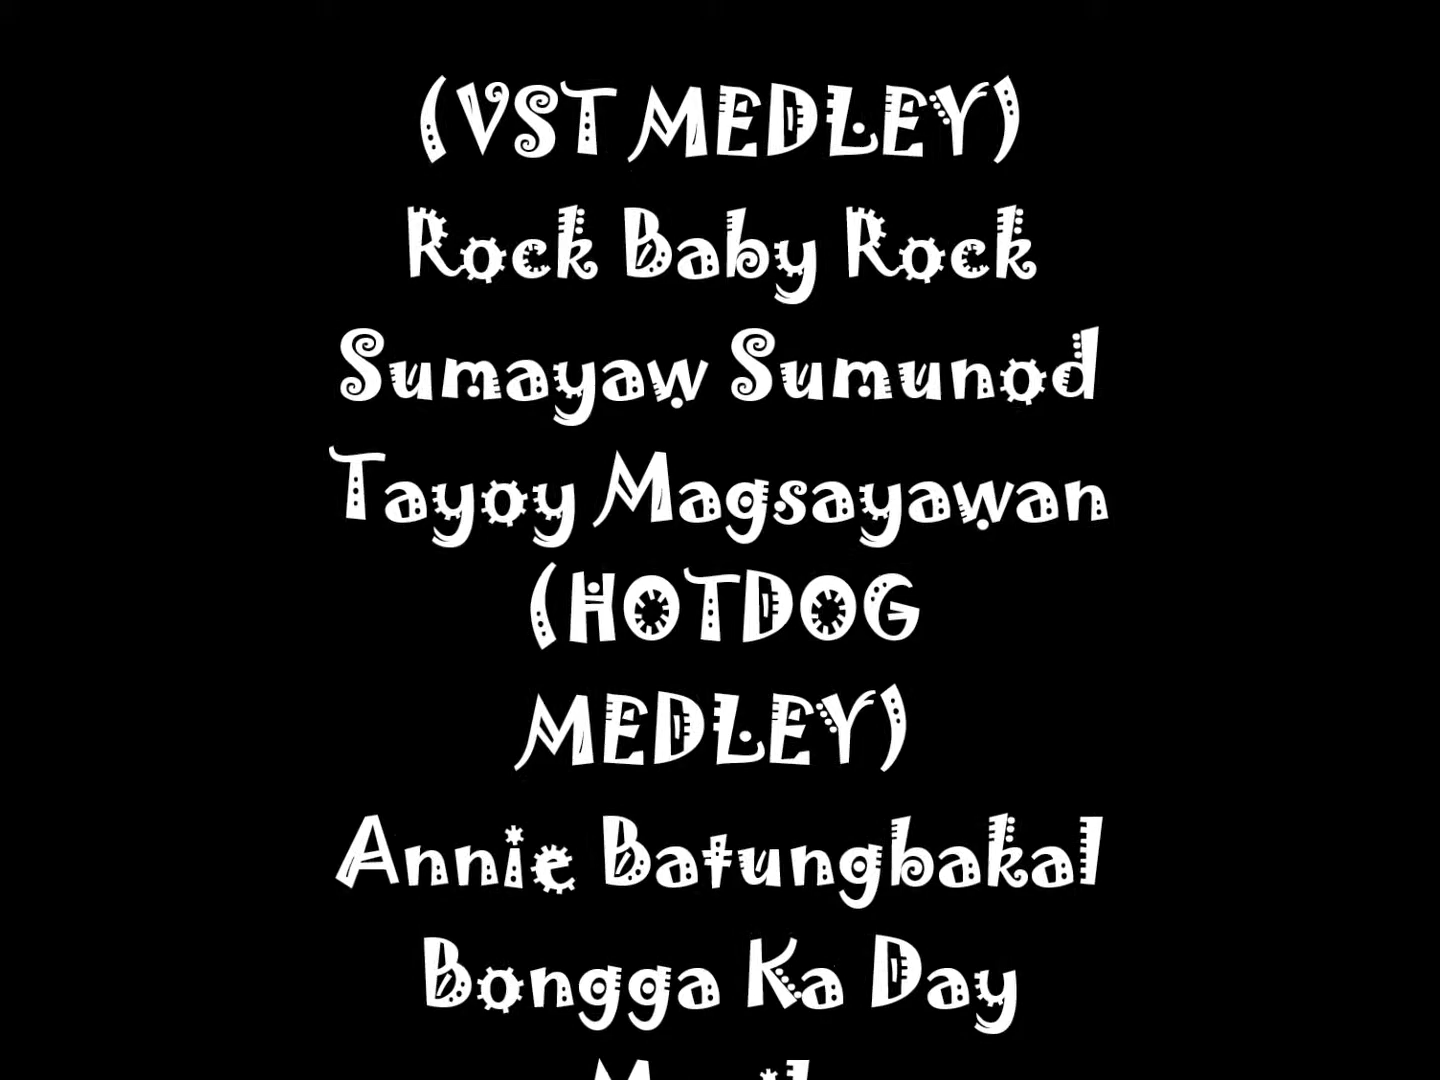 (VST MEDLEY)
Rock Baby Rock
Sumayaw Sumunod
Tayoy Magsayawan
(HOTDOG
MEDLEY)
Annie Batungbakal
Bongga Ka Day